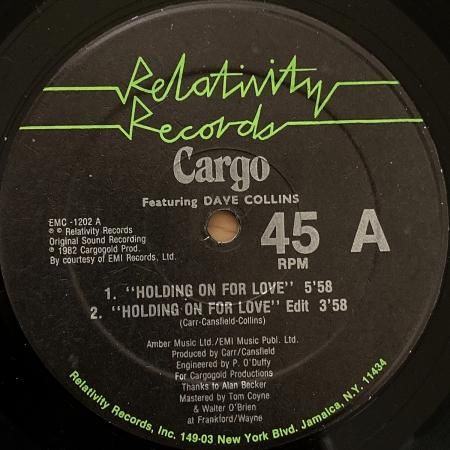 Relativity
Records
Cargo
Featuring DAVE COLLINS
EMC -1202 A
℗ © Relativity Records
Original Sound Recording
℗ 1982 Cargogold Prod.
By courtesy of EMI Records, Ltd.
45 A
RPM
1. "HOLDING ON FOR LOVE" 5'58
2. "HOLDING ON FOR LOVE" Edit 3'58
(Carr-Cansfield-Collins)
Amber Music Ltd./EMI Music Publ. Ltd.
Produced by Carr/Cansfield
Engineered by P. O'Duffy
For Cargogold Productions
Thanks to Alan Becker
Mastered by Tom Coyne
& Walter O'Brien
at Frankford/Wayne
Relativity Records, Inc. 149-03 New York Blvd. Jamaica, N.Y. 11434